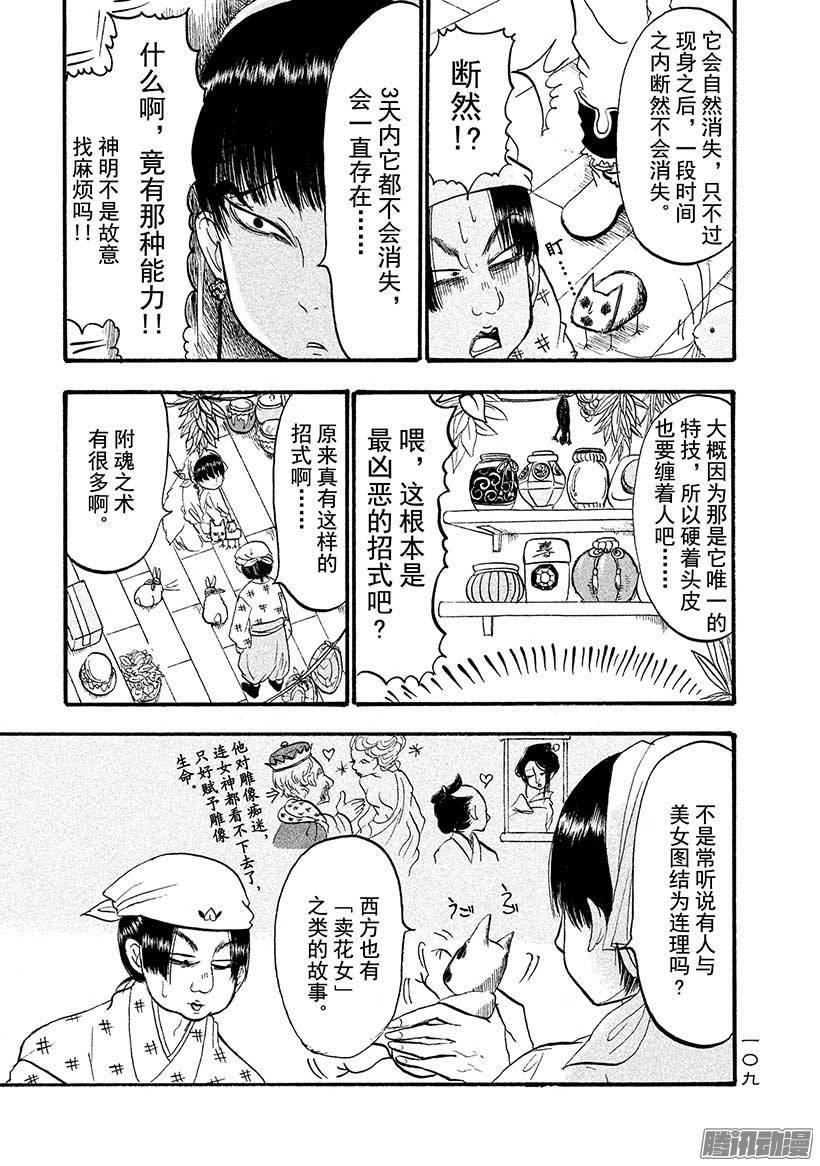 它会自然消失，只不过
现身之后，一段时间
之内断然不会消失。
断然！?
盯……
3天内它都不会消失，
会一直存在……
什么啊，竟有那种能力！！
神明不是故意
找麻烦吗！！
大概因为那是它唯一的
特技，所以硬着头皮
也要缠着人吧……
喂，这根本是
最凶恶的招式吧？
喜
原来真有这样的
招式啊……
附魂之术
有很多啊。
不是常听说有人与
美女图结为连理吗？
西方也有
「卖花女」
之类的故事。
他对雕像痴迷，
连女神都看不下去了，
只好赋予雕像
生命。
うご
うご
一〇九
腾讯动漫